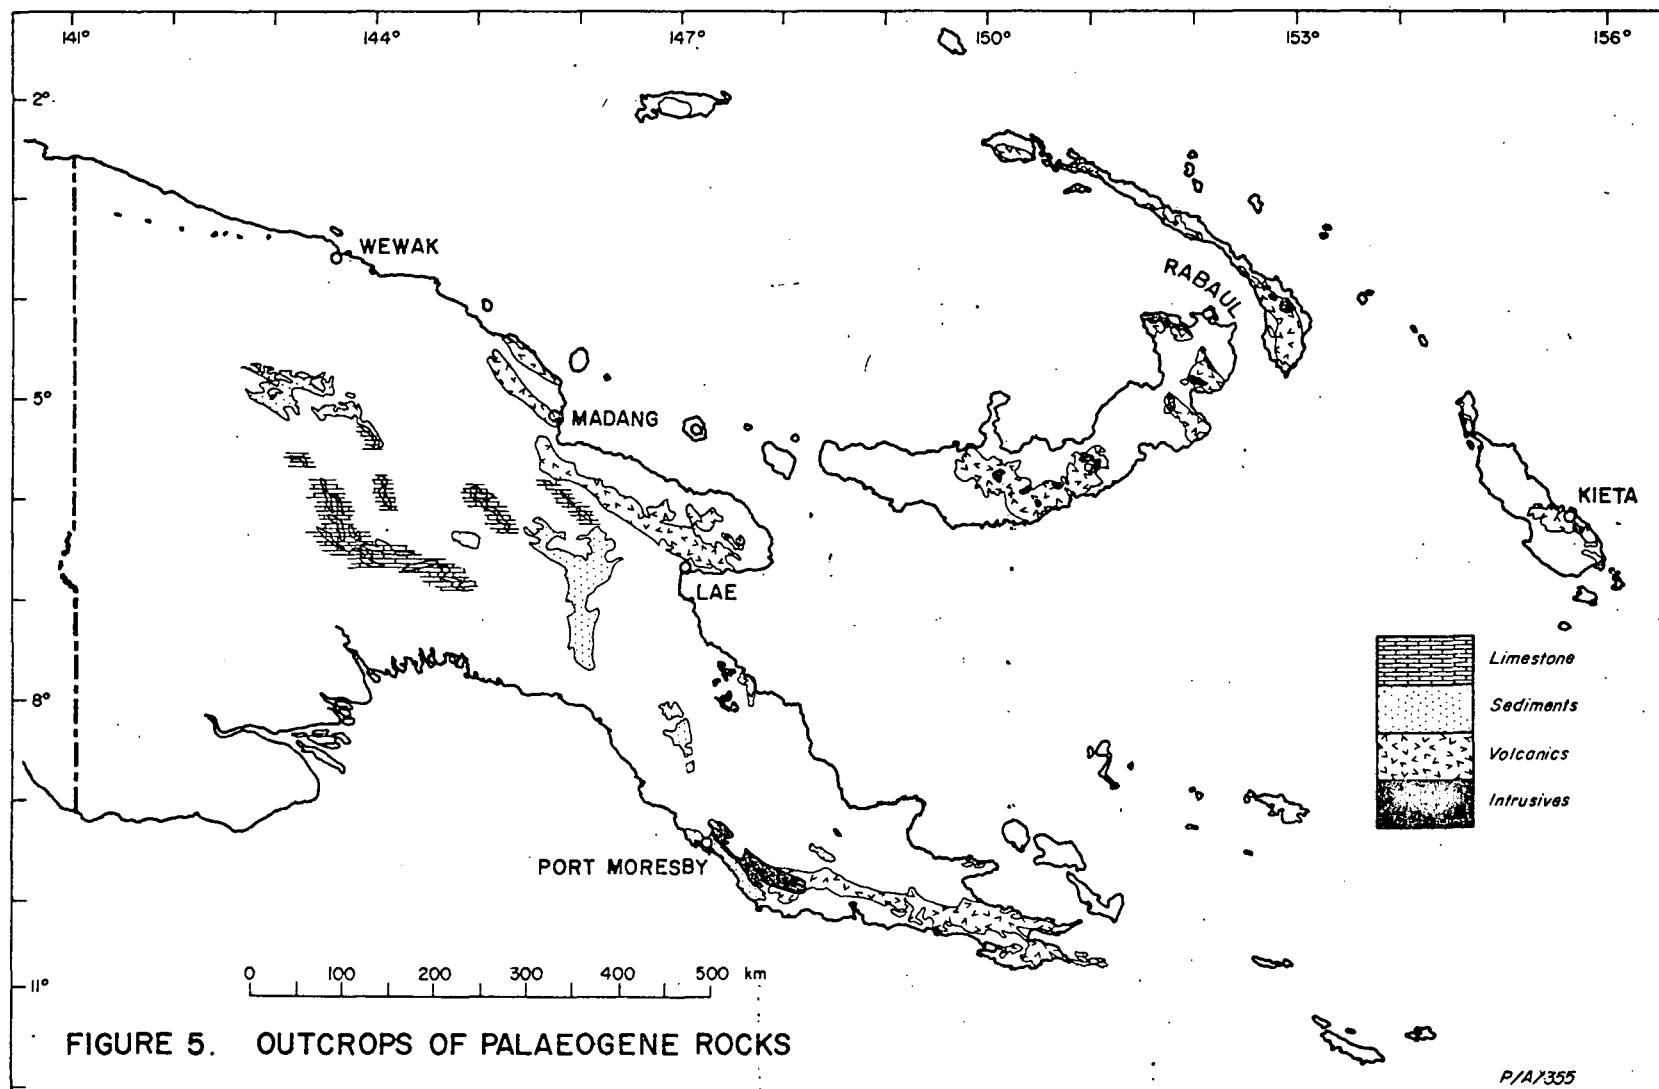 141° 144° 147° 150° 153° 156°
2°
WEWAK
RABAUL
5°
MADANG
KIETA
LAE
Limestone
8°
Sediments
Volcanics
Intrusives
PORT MORESBY
0 100 200 300 400 500 km
11°
FIGURE 5. OUTCROPS OF PALAEOGENE ROCKS
P/A/355